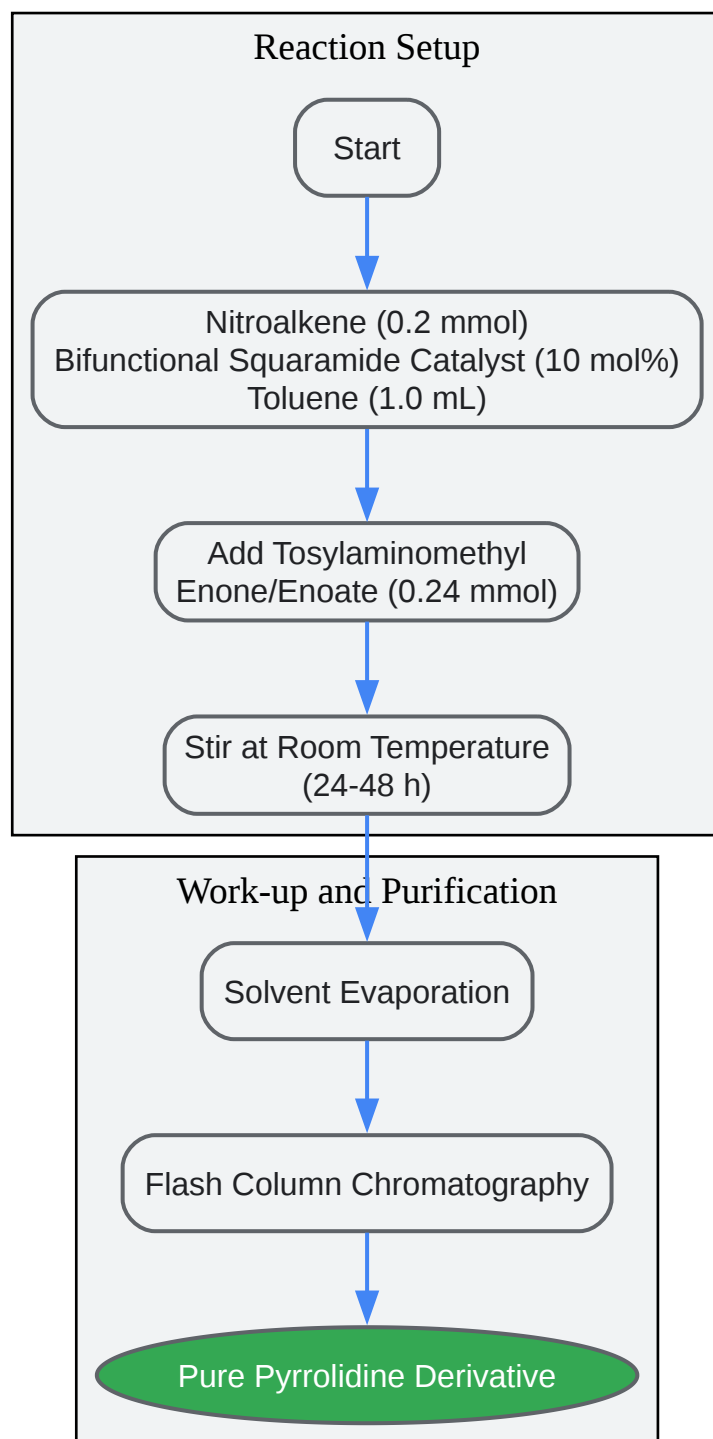 Reaction Setup
Start
Nitroalkene (0.2 mmol)
Bifunctional Squaramide Catalyst (10 mol%)
Toluene (1.0 mL)
Add Tosylaminomethyl
Enone/Enoate (0.24 mmol)
Stir at Room Temperature
(24-48 h)
Work-up and Purification
Solvent Evaporation
Flash Column Chromatography
Pure Pyrrolidine Derivative